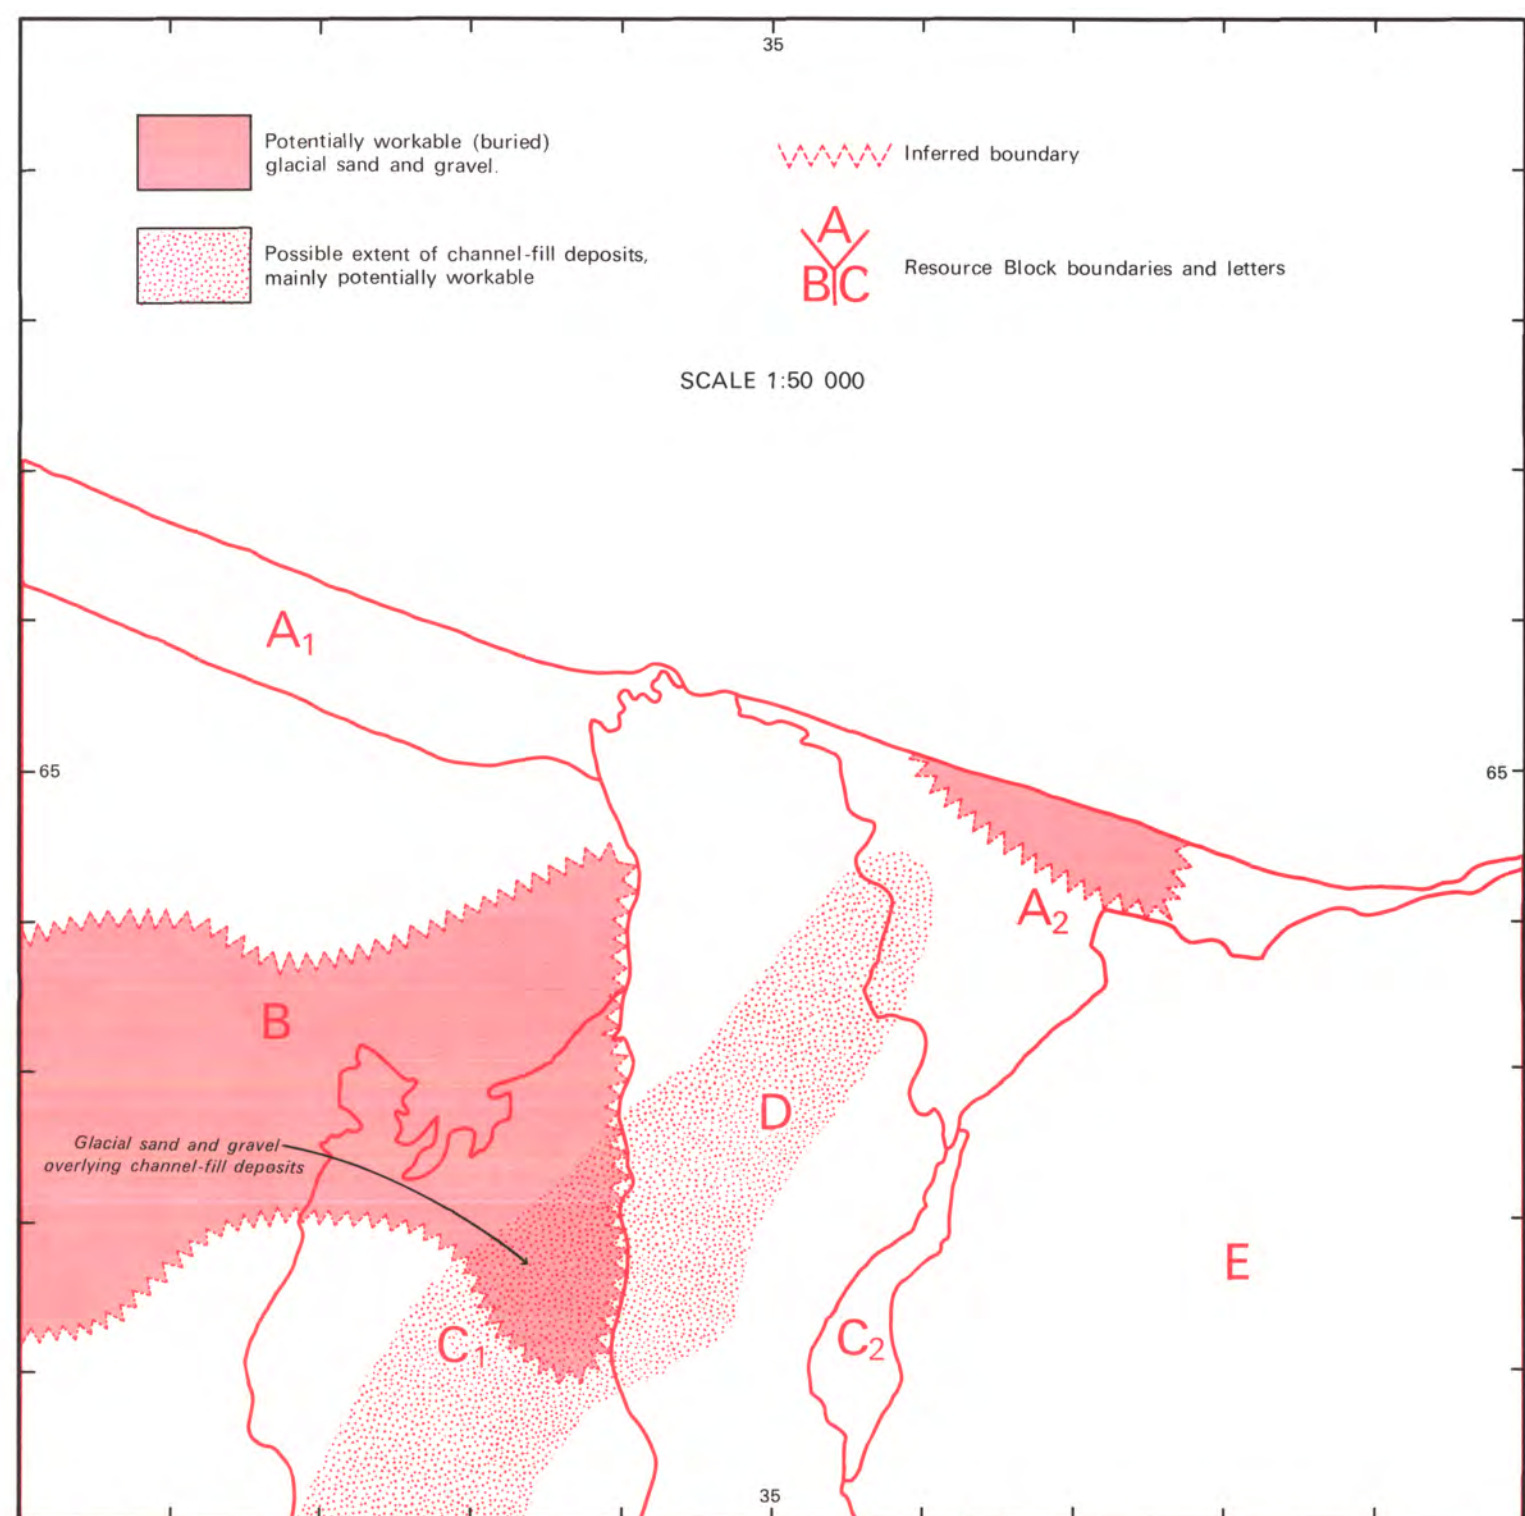 35
Potentially workable (buried)
glacial sand and gravel.
Inferred boundary
Possible extent of channel-fill deposits,
mainly potentially workable
A
B C
Resource Block boundaries and letters
SCALE 1:50 000
A1
65
65
A2
B
D
Glacial sand and gravel
overlying channel-fill deposits
E
C1
C2
35